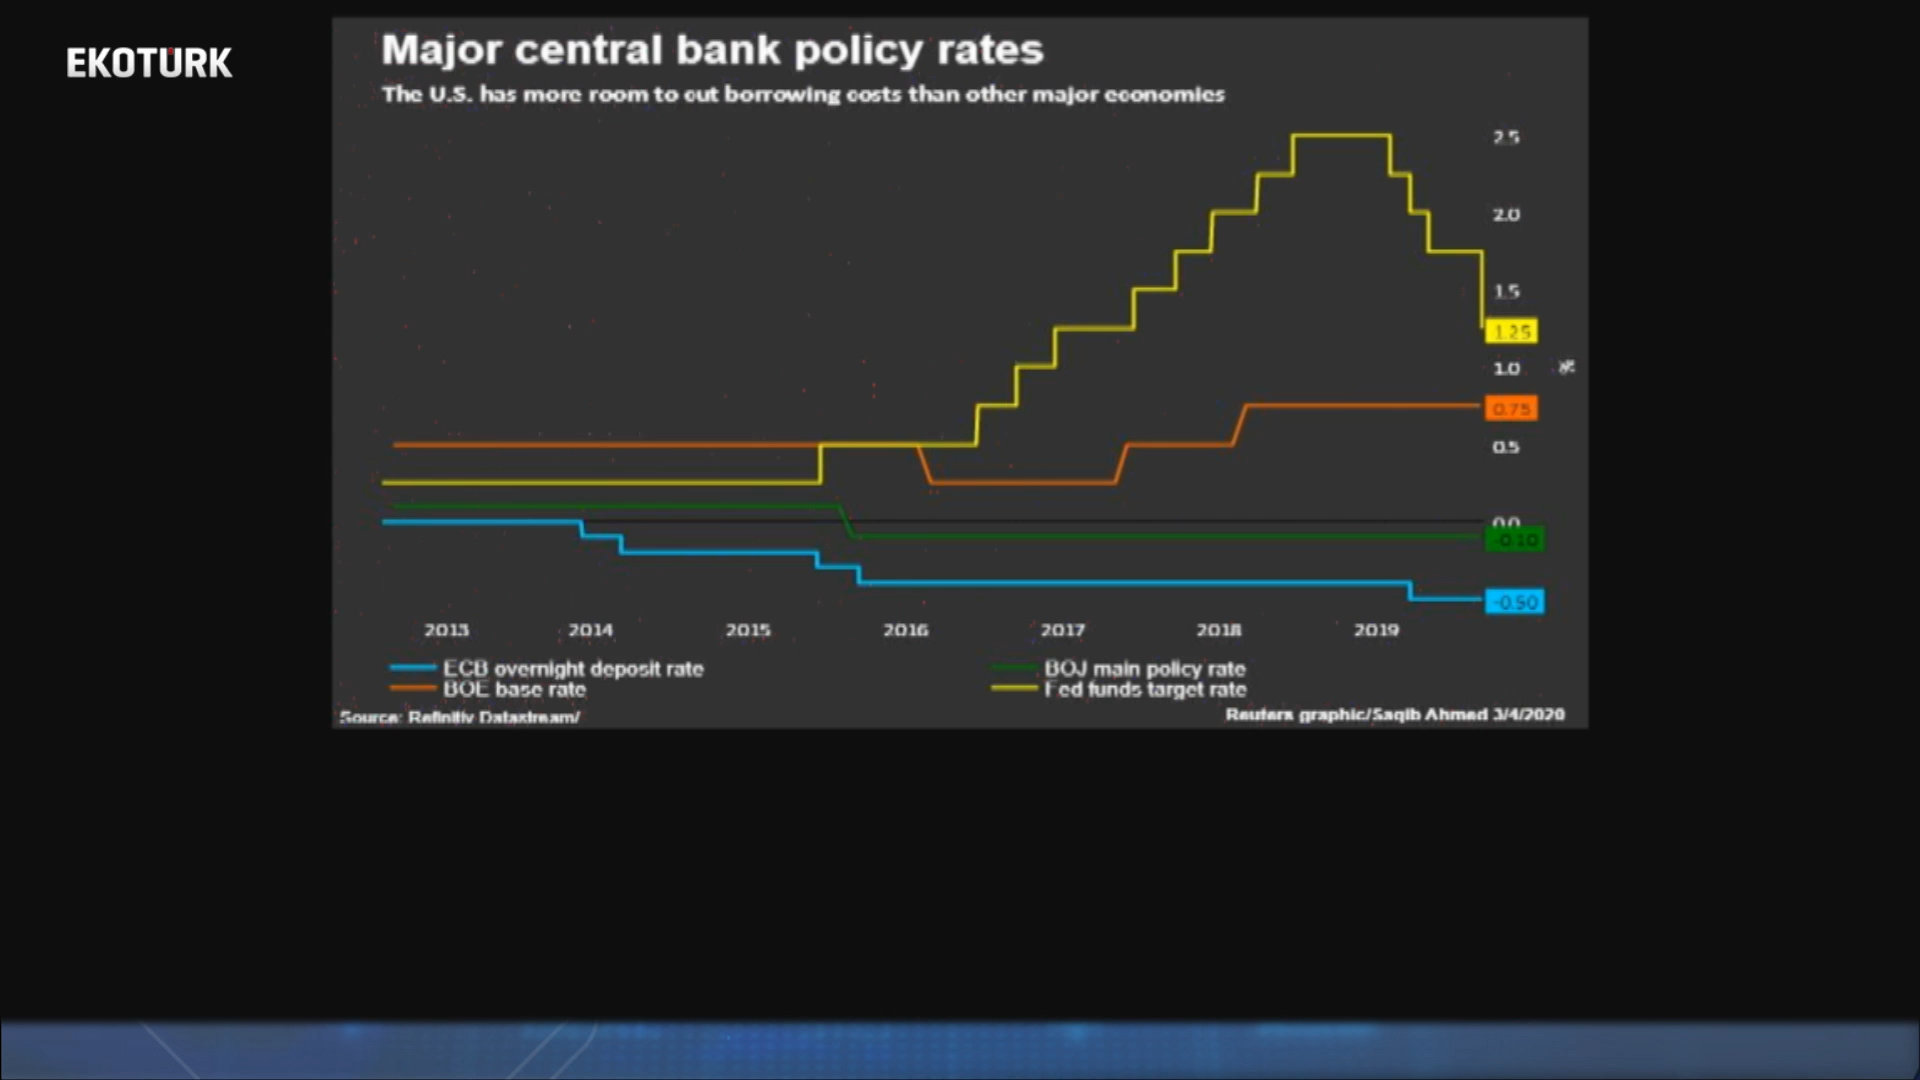 EKOTÜRK
Major central bank policy rates
The U.S. has more room to cut borrowing costs than other major economies
2.5
2.0
1.5
1.25
1.0
%
0.75
0.5
0.0
-0.10
-0.50
2013 2014 2015 2016 2017 2018 2019
ECB overnight deposit rate BOJ main policy rate
BOE base rate Fed funds target rate
Source: Refinitiv Datastream/ Reuters graphic/Saqib Ahmed 3/4/2020